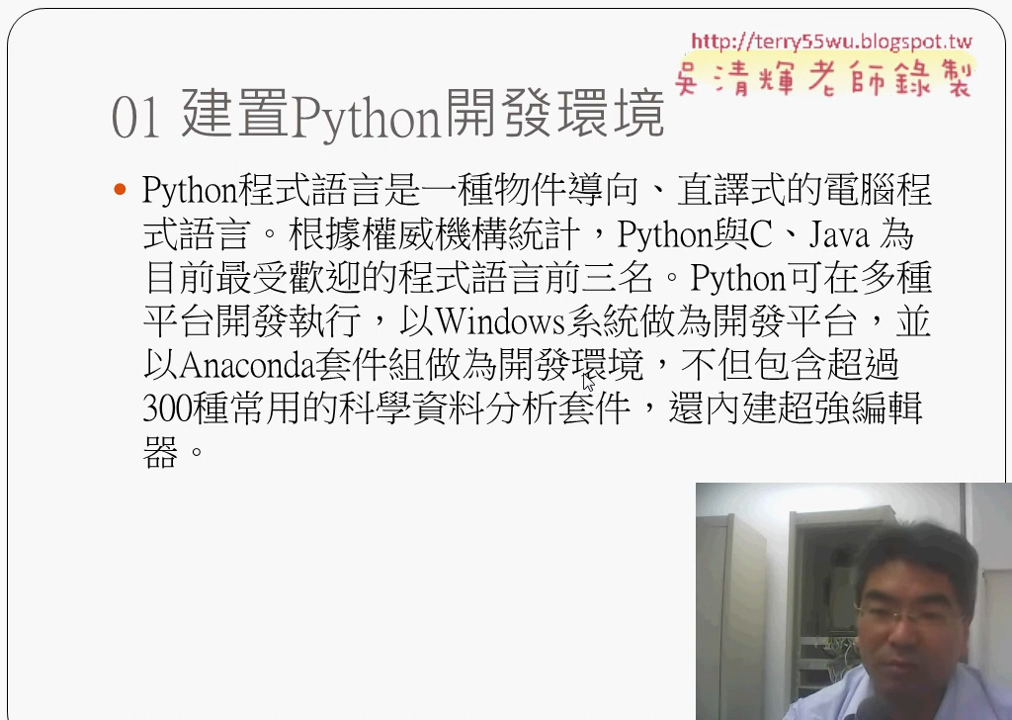 http://terry55wu.blogspot.tw
吳清輝老師錄製
01 建置Python開發環境
Python程式語言是一種物件導向、直譯式的電腦程
式語言。根據權威機構統計，Python與C、Java 為
目前最受歡迎的程式語言前三名。Python可在多種
平台開發執行，以Windows系統做為開發平台，並
以Anaconda套件組做為開發環境，不但包含超過
300種常用的科學資料分析套件，還內建超強編輯
器。